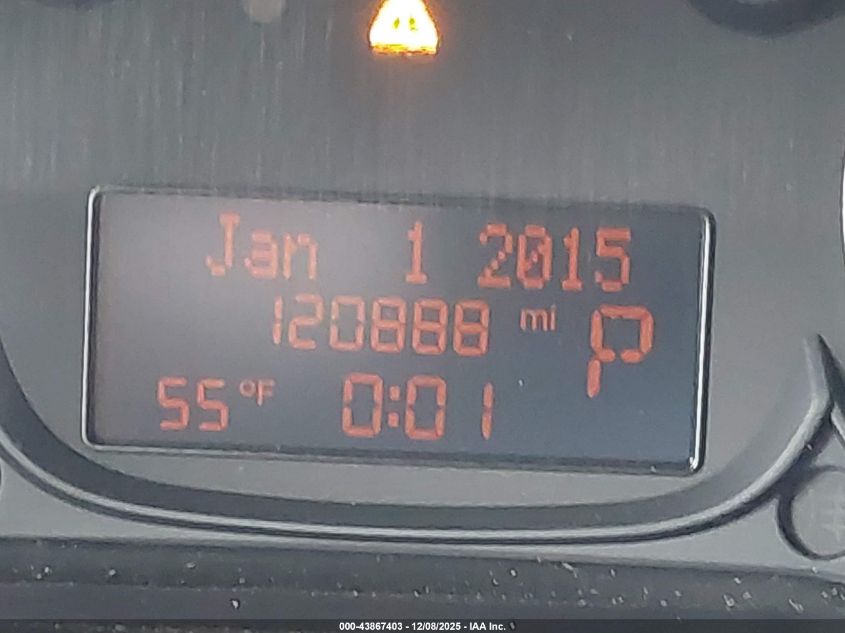 Jan 1 2015
120888 mi P
55 °F 0:01
000-43867403 - 12/08/2025 - IAA Inc.